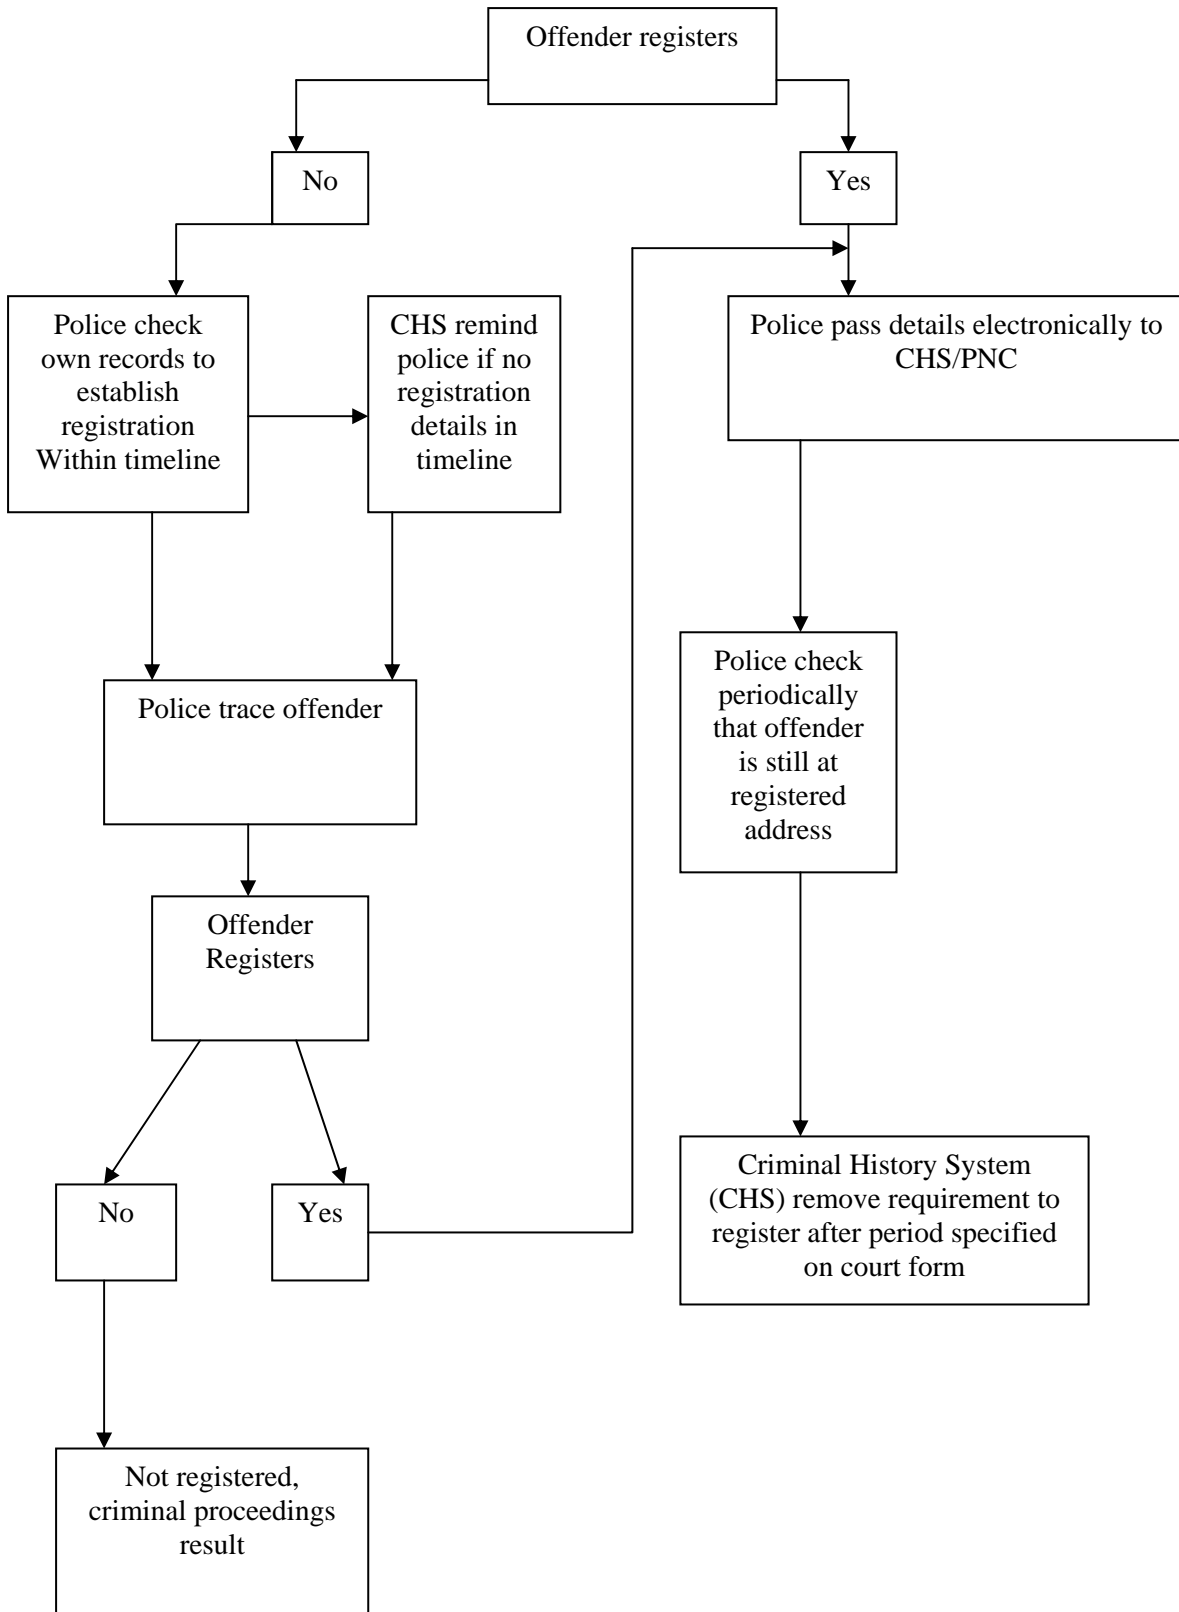 Offender registers
No
Yes
Police check
own records to
establish
registration
Within timeline
CHS remind
police if no
registration
details in
timeline
Police pass details electronically to
CHS/PNC
Police trace offender
Police check
periodically
that offender
is still at
registered
address
Offender
Registers
No
Yes
Criminal History System
(CHS) remove requirement to
register after period specified
on court form
Not registered,
criminal proceedings
result